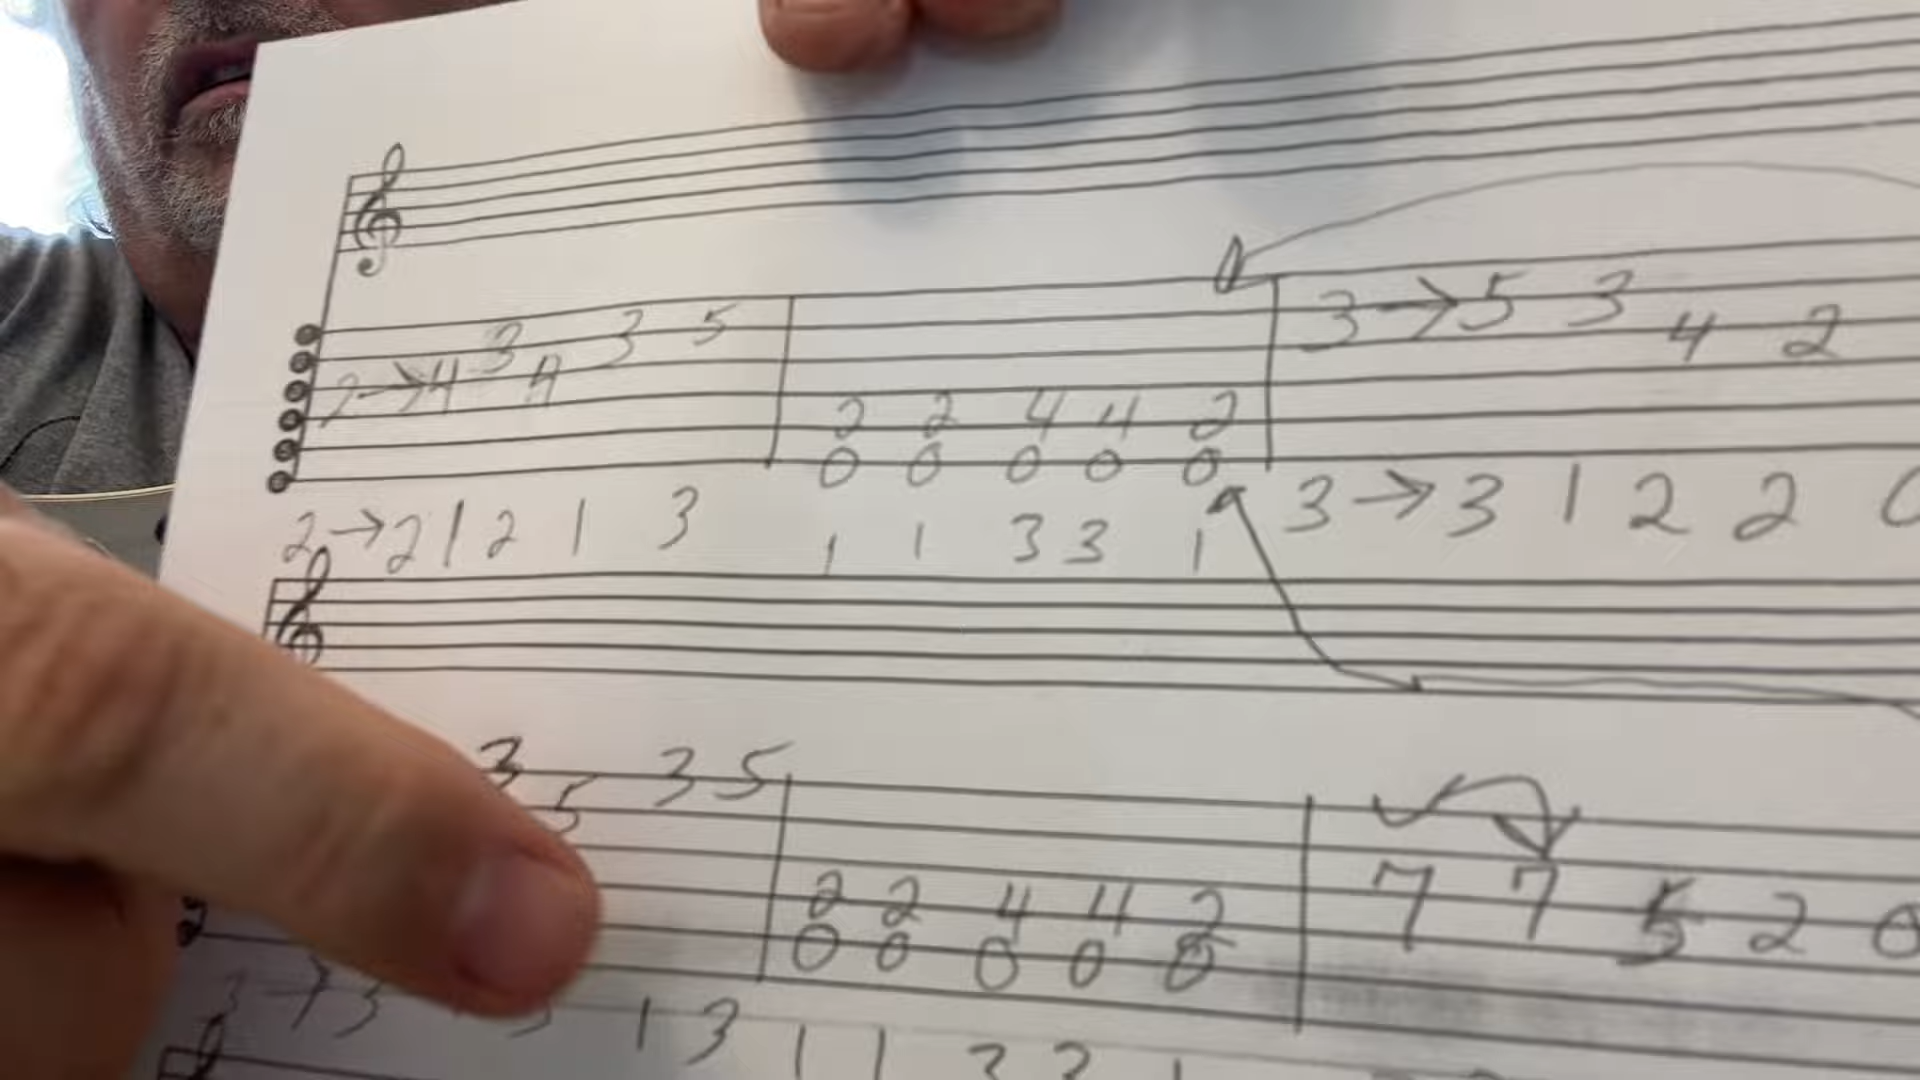 2→4 3 4 3 5 3→5 3 4 2
2 2 4 4 2
0 0 0 0 0
2→2 1 2 1 3 1 1 3 3 1 3→3 1 2 2 0
3 5 3 5
2 2 4 4 2 7 7 5 2 0
0 0 0 0 0
3→3 1 3 1 1 3 3 1